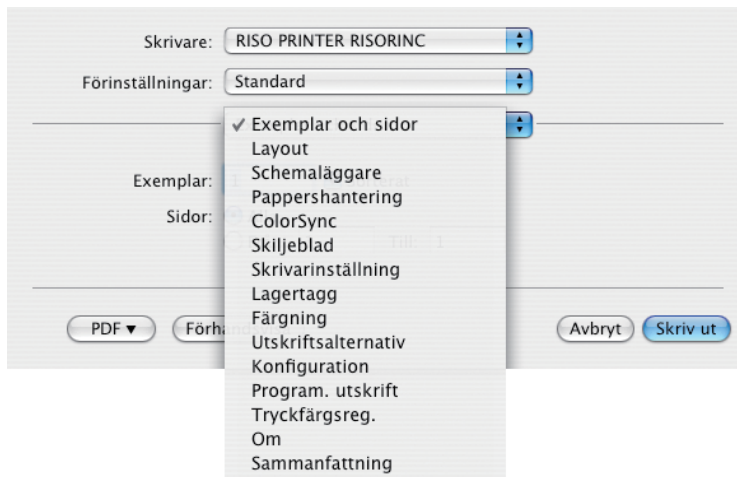 Skrivare: RISO PRINTER RISORINC
Förinställningar: Standard
✓ Exemplar och sidor
Layout
Schemaläggare
Exemplar:
Pappershantering
Sidor:
ColorSync
Skiljeblad
Till 1
Skrivarinställning
Lagertagg
Färgning
PDF ▼
Avbryt
Skriv ut
Utskriftsalternativ
Konfiguration
Program. utskrift
Tryckfärgsreg.
Om
Sammanfattning